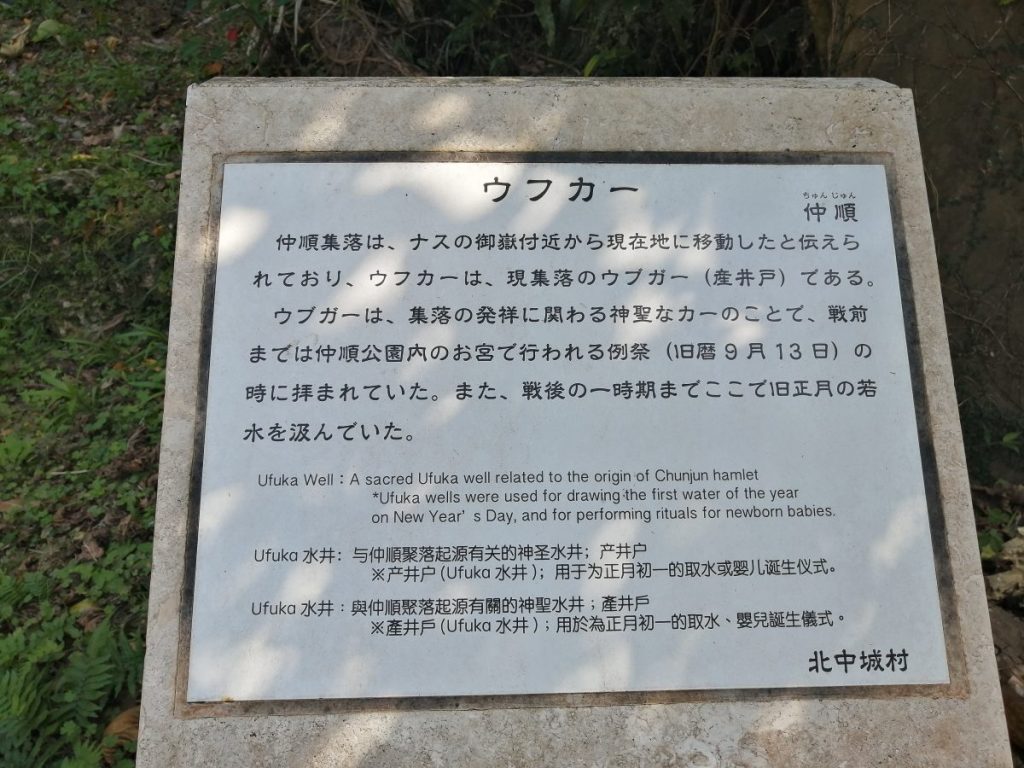 ウフカー
ちゅんじゅん
仲順
仲順集落は、ナスの御嶽付近から現在地に移動したと伝えら
れており、ウフカーは、現集落のウブガー（産井戸）である。
ウブガーは、集落の発祥に関わる神聖なカーのことで、戦前
までは仲順公園内のお宮で行われる例祭（旧暦９月13日）の
時に拝まれていた。また、戦後の一時期までここで旧正月の若
水を汲んでいた。
Ufuka Well : A sacred Ufuka well related to the origin of Chunjun hamlet
*Ufuka wells were used for drawing the first water of the year
on New Year's Day, and for performing rituals for newborn babies.
Ufuka 水井：与仲順聚落起源有关的神圣水井；产井户
※产井户(Ufuka 水井)；用于为正月初一的取水或婴儿诞生仪式。
Ufuka 水井：與仲順聚落起源有關的神聖水井；產井戶
※產井戶(Ufuka 水井)；用於為正月初一的取水、嬰兒誕生儀式。
北中城村